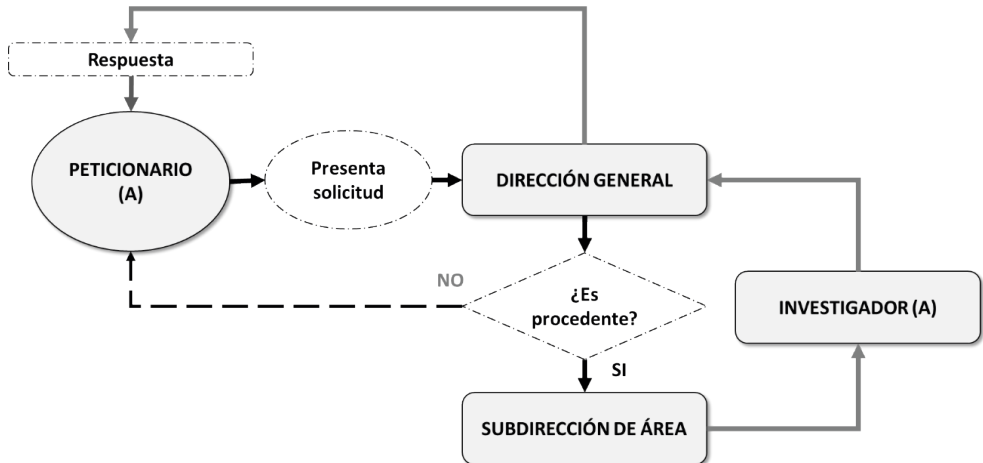 Respuesta
PETICIONARIO
(A)
Presenta
solicitud
DIRECCIÓN GENERAL
NO
¿Es
procedente?
SI
INVESTIGADOR (A)
SUBDIRECCIÓN DE ÁREA